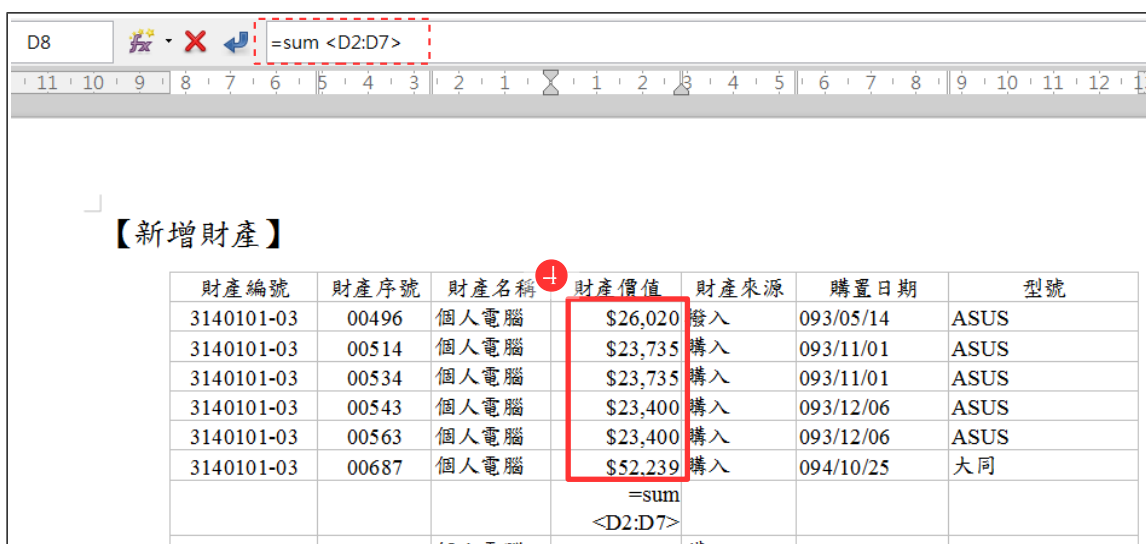 D8 fx =sum <D2:D7>
11 10 9 8 7 6 5 4 3 2 1 1 2 3 4 5 6 7 8 9 10 11 12
【新增財產】
4
財產編號 財產序號 財產名稱 財產價值 財產來源 購置日期 型號
3140101-03 00496 個人電腦 $26,020 撥入 093/05/14 ASUS
3140101-03 00514 個人電腦 $23,735 購入 093/11/01 ASUS
3140101-03 00534 個人電腦 $23,735 購入 093/11/01 ASUS
3140101-03 00543 個人電腦 $23,400 購入 093/12/06 ASUS
3140101-03 00563 個人電腦 $23,400 購入 093/12/06 ASUS
3140101-03 00687 個人電腦 $52,239 購入 094/10/25 大同
=sum
<D2:D7>